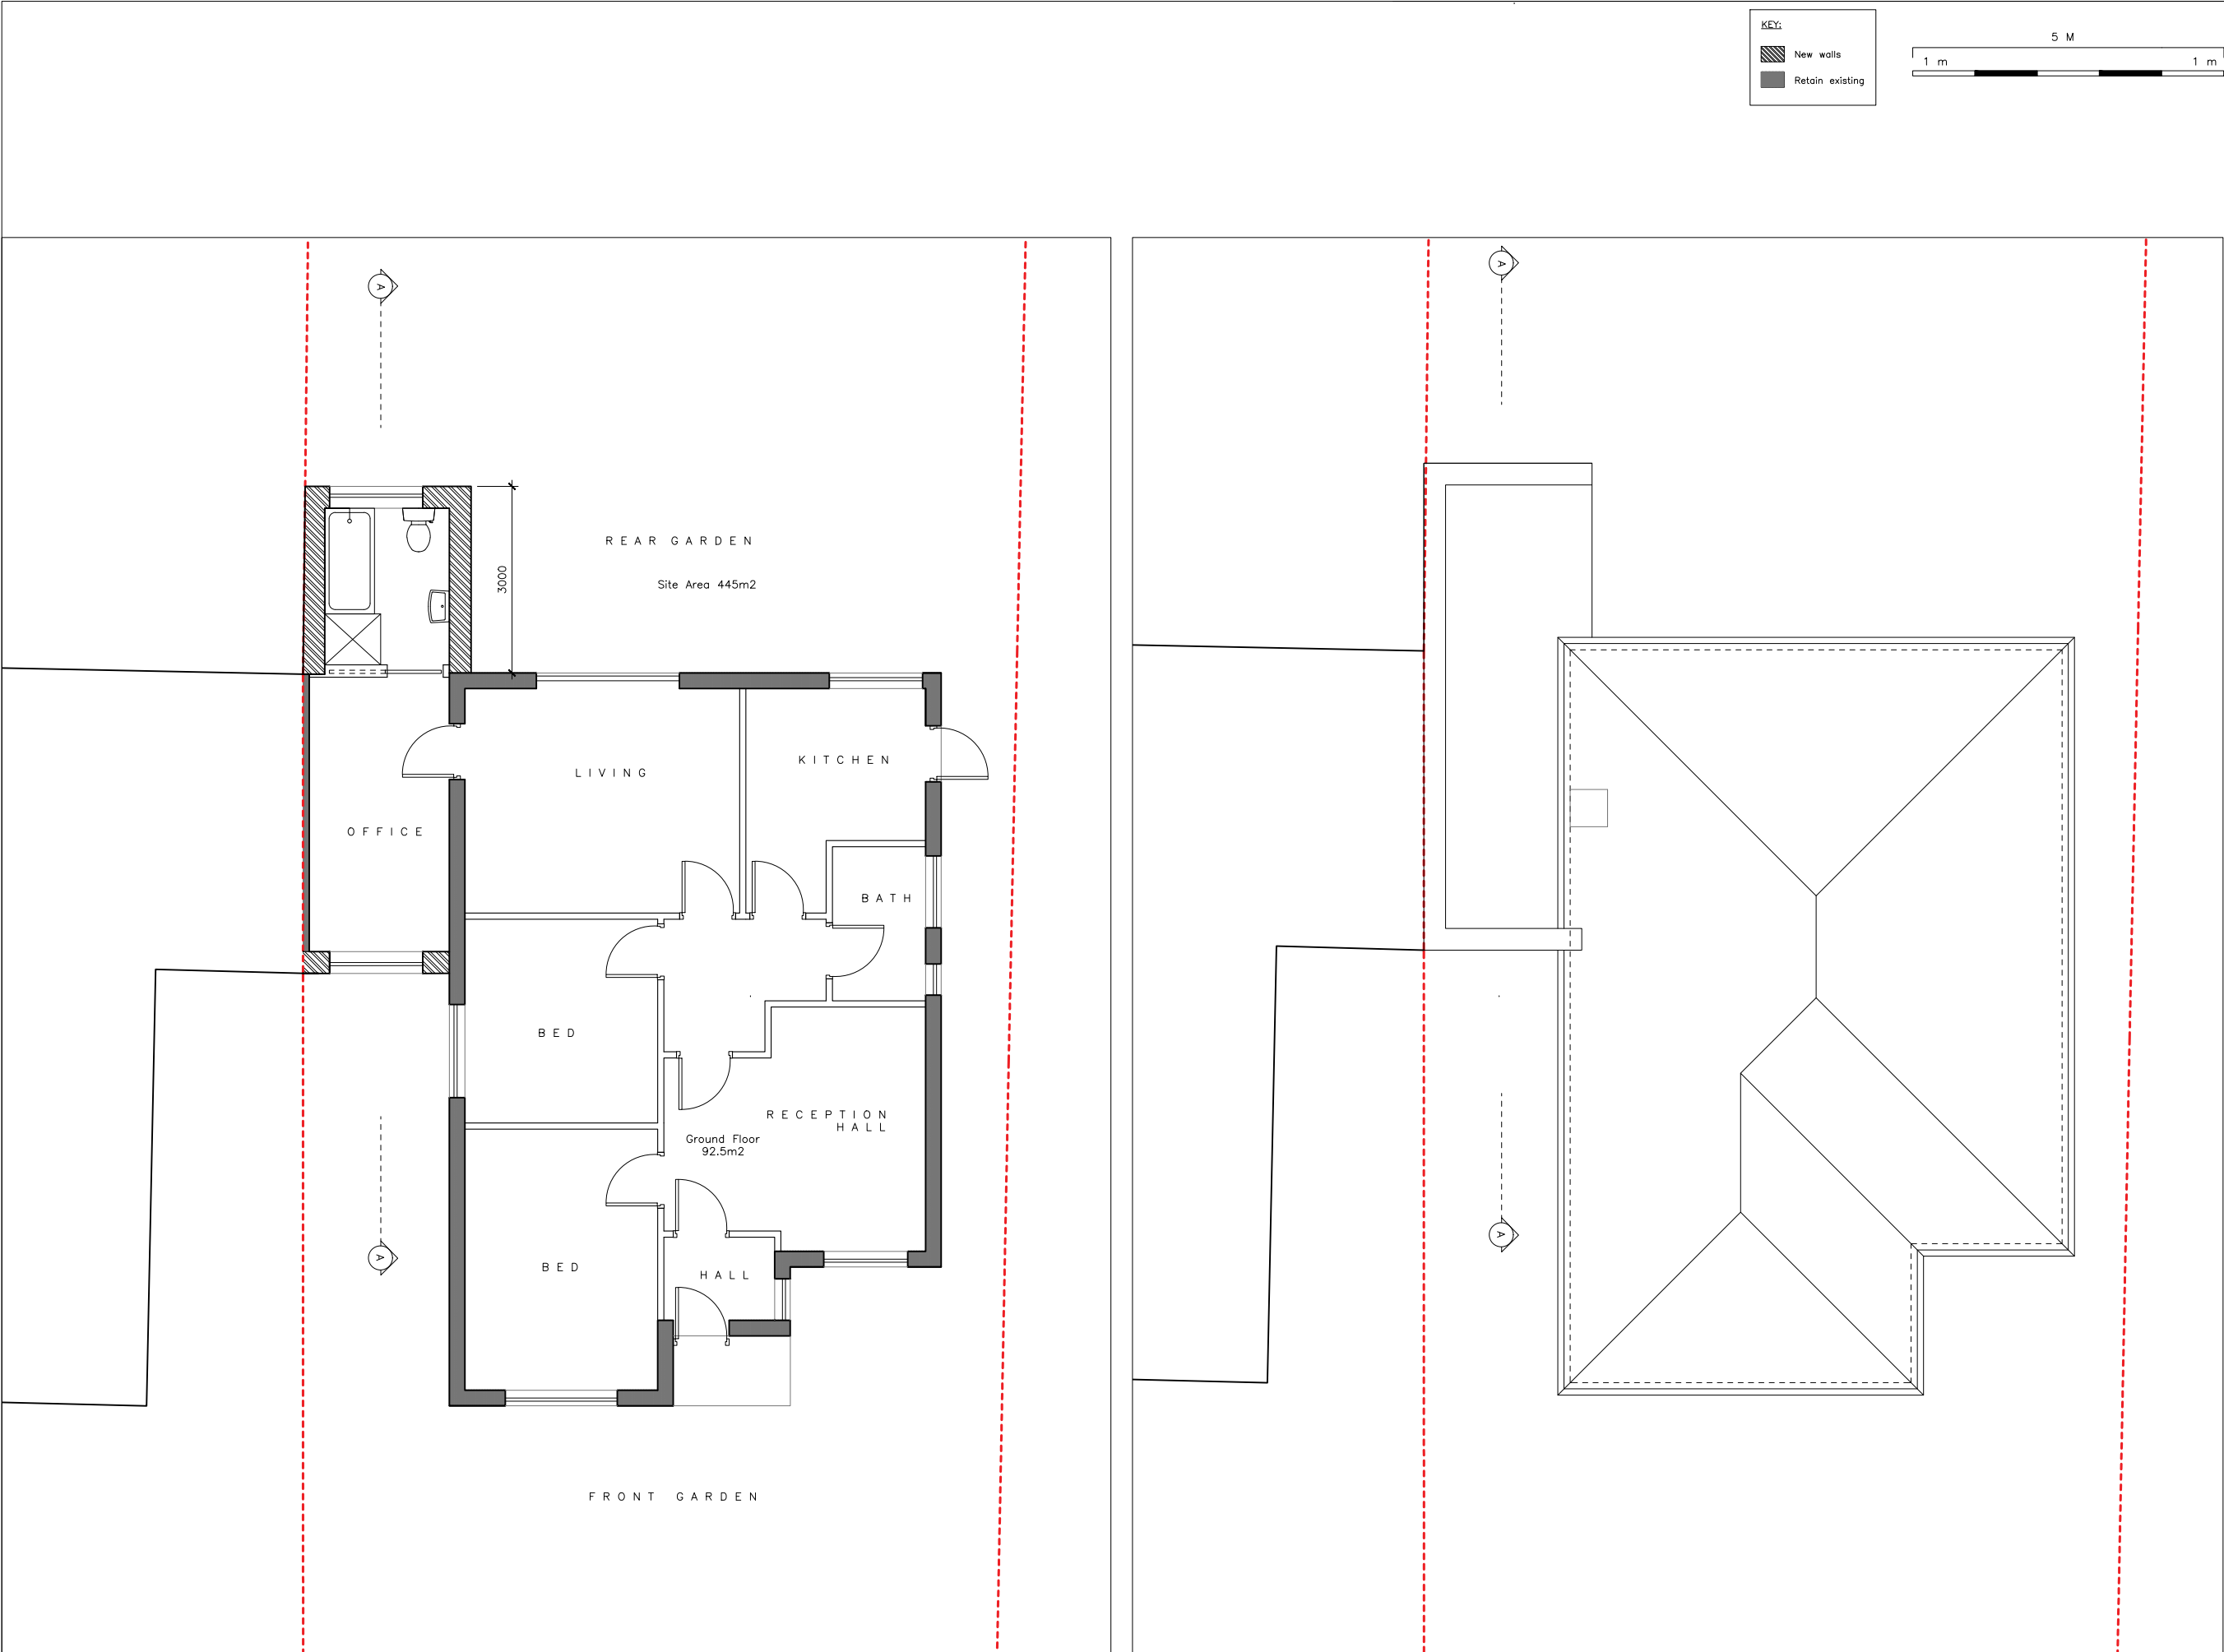 KEY:
New walls
Retain existing
5 M
1 m
1 m
A
A
REAR GARDEN
Site Area 445m2
3000
LIVING
KITCHEN
OFFICE
BATH
BED
RECEPTION
HALL
Ground Floor
92.5m2
BED
HALL
A
FRONT GARDEN
A